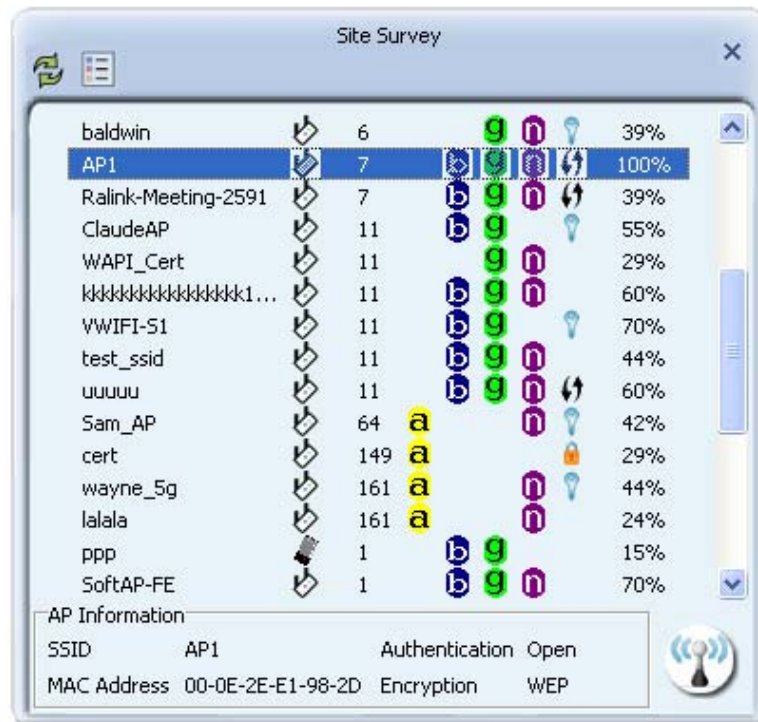 Site Survey
baldwin 6 g n 39%
AP1 7 b g n 100%
Ralink-Meeting-2591 7 b g n 39%
ClaudeAP 11 b g 55%
WAPI_Cert 11 g n 29%
kkkkkkkkkkkkkkkkk1... 11 b g n 60%
VWIFI-S1 11 b g 70%
test_ssid 11 b g n 44%
uuuuu 11 b g n 60%
Sam_AP 64 a n 42%
cert 149 a 29%
wayne_5g 161 a n 44%
lalala 161 a n 24%
ppp 1 b g 15%
SoftAP-FE 1 b g n 70%
AP Information
SSID AP1 Authentication Open
MAC Address 00-0E-2E-E1-98-2D Encryption WEP